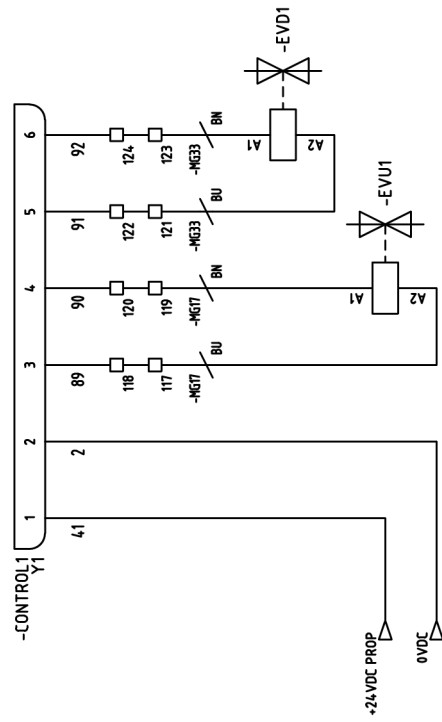 -CONTROL1
Y1
1
2
3
4
5
6
41
2
89
90
91
92
118
120
122
124
117
119
121
123
-MG17
-MG17
-MG33
-MG33
BU
BN
BU
BN
A1
A2
-EVD1
A1
A2
-EVU1
+24VDC PROP
0VDC